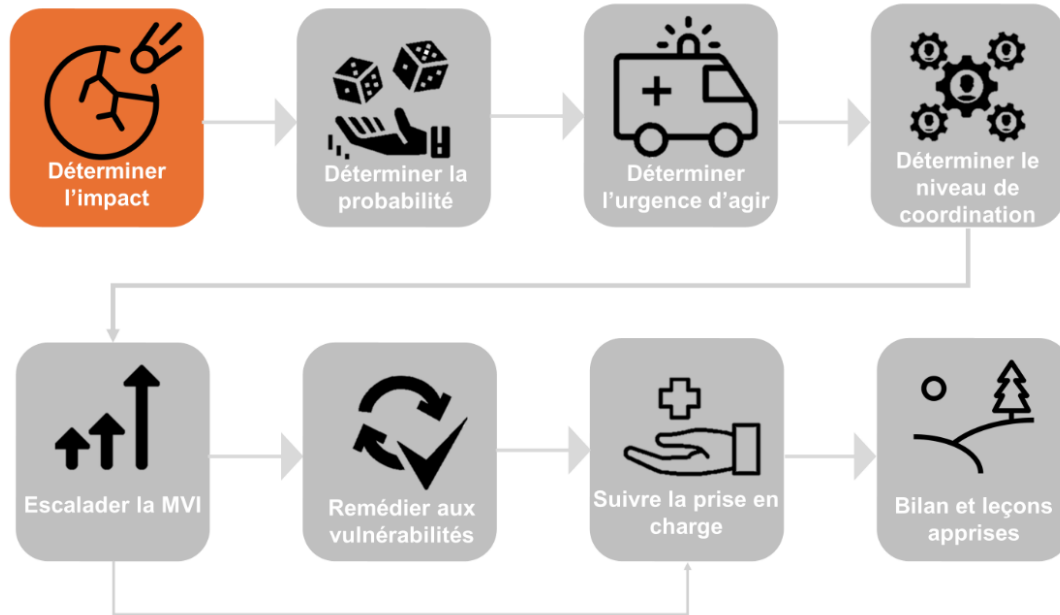 Déterminer
l'impact
Déterminer la
probabilité
Déterminer
l'urgence d'agir
Déterminer le
niveau de
coordination
Escalader la MVI
Remédier aux
vulnérabilités
Suivre la prise en
charge
Bilan et leçons
apprises